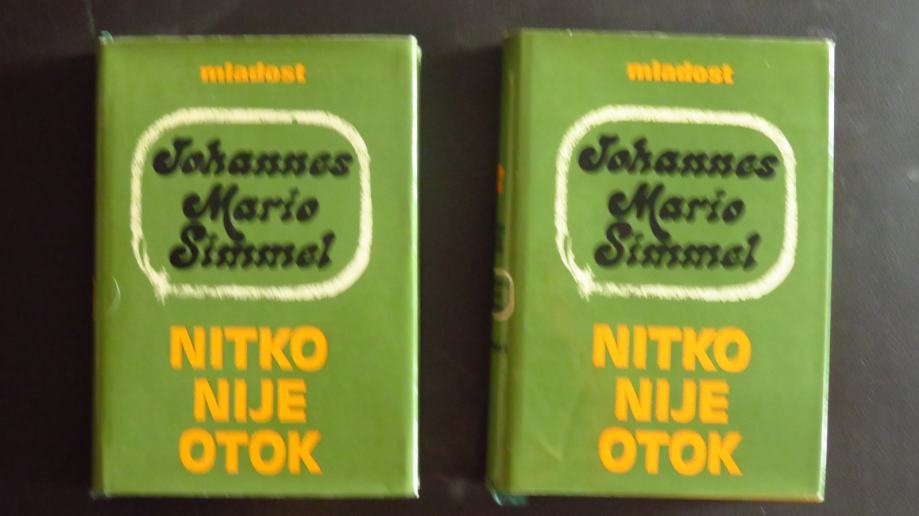 mladost
Johannes
Mario
Simmel
NITKO
NIJE
OTOK
mladost
Johannes
Mario
Simmel
NITKO
NIJE
OTOK